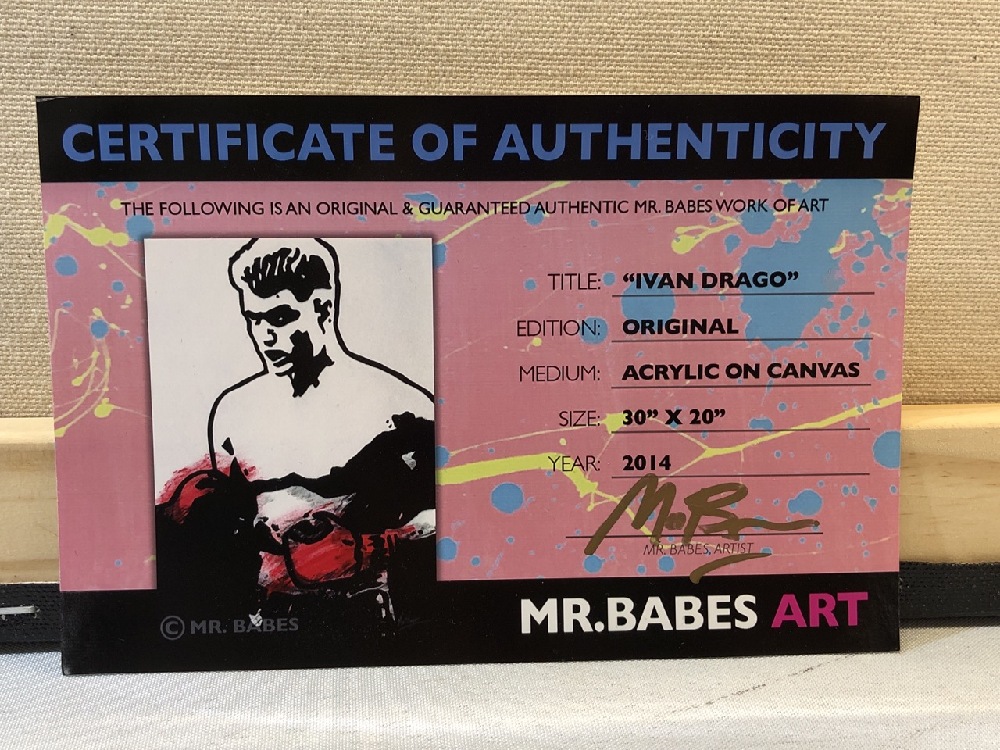 CERTIFICATE OF AUTHENTICITY
THE FOLLOWING IS AN ORIGINAL & GUARANTEED AUTHENTIC MR. BABES WORK OF ART
TITLE: “IVAN DRAGO”
EDITION: ORIGINAL
MEDIUM: ACRYLIC ON CANVAS
SIZE: 30” X 20”
YEAR: 2014
MR. BABES, ARTIST
© MR. BABES
MR.BABES ART